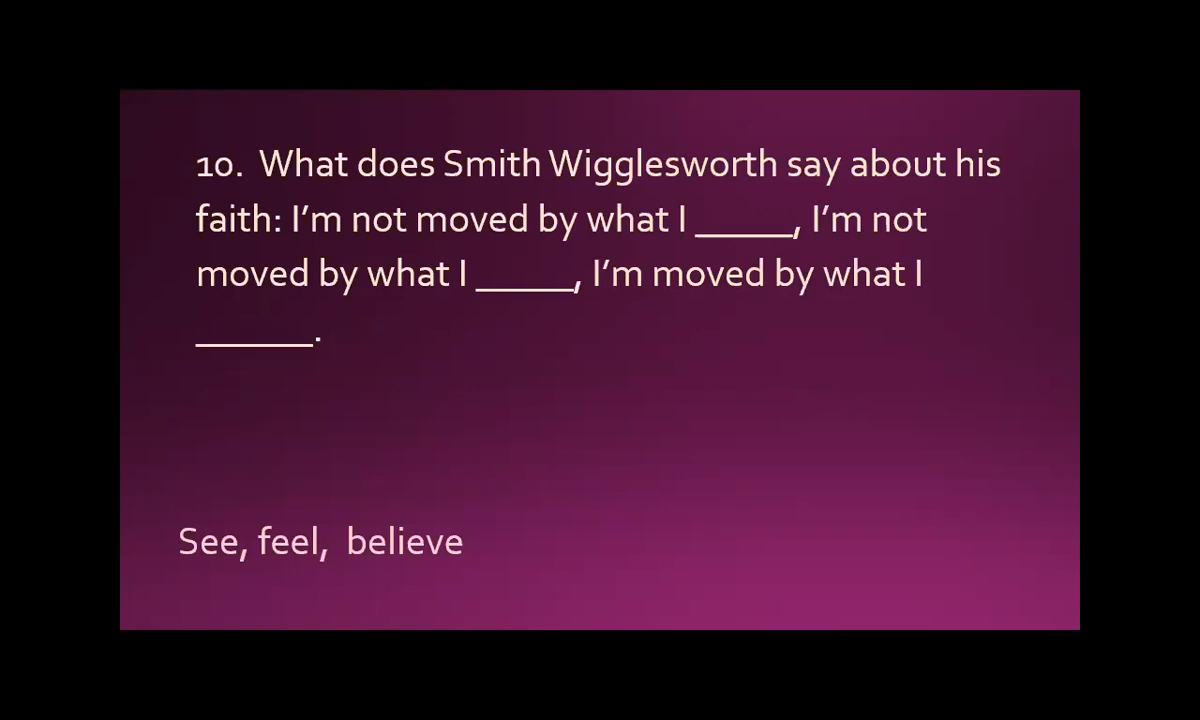 10. What does Smith Wigglesworth say about his
faith: I’m not moved by what I _____, I’m not
moved by what I _____, I’m moved by what I
______.
See, feel, believe